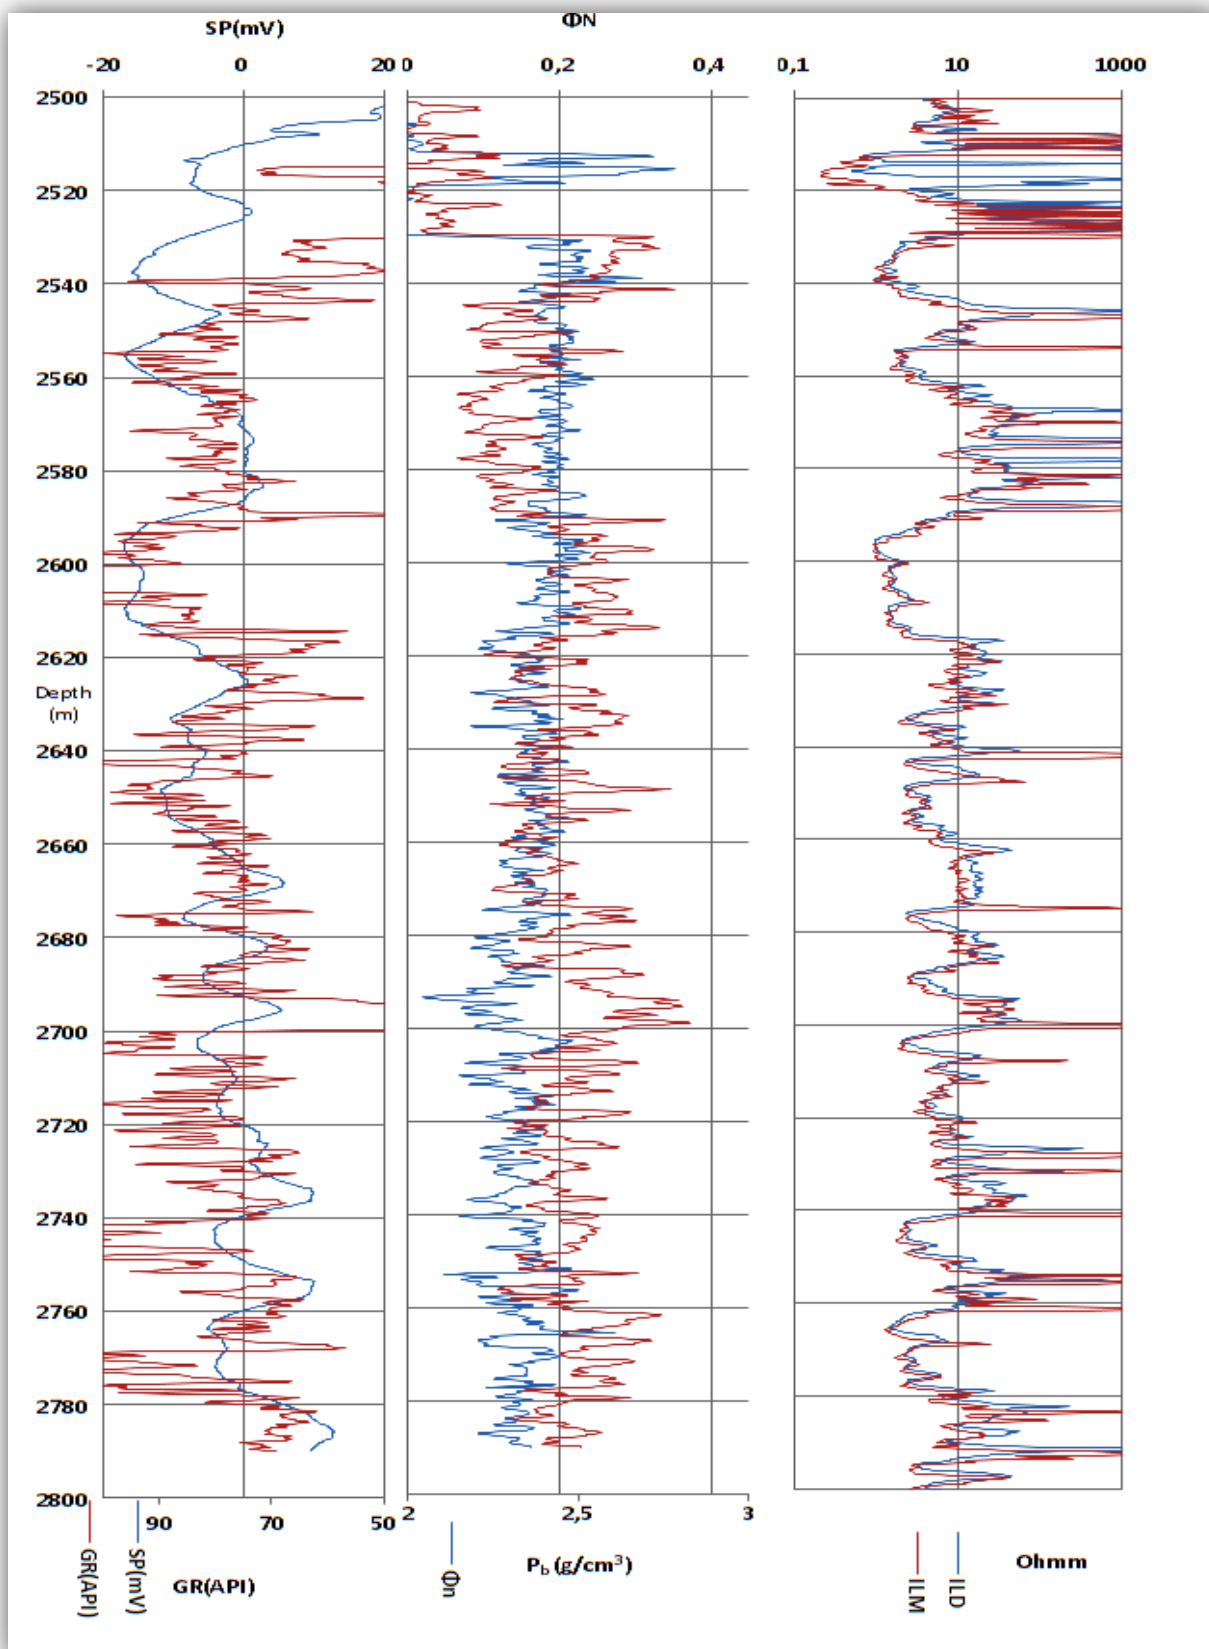 SP(mV) ΦN
-20 0 20 0 0,2 0,4 0,1 10 1000
2500
2520
2540
2560
2580
2600
2620
Depth
(m)
2640
2660
2680
2700
2720
2740
2760
2780
2800
2 2,5 3
90 70 50
GR(API)
SP(mV)
GR(API)
Φn
Pb (g/cm³)
ILM
ILD
Ohmm